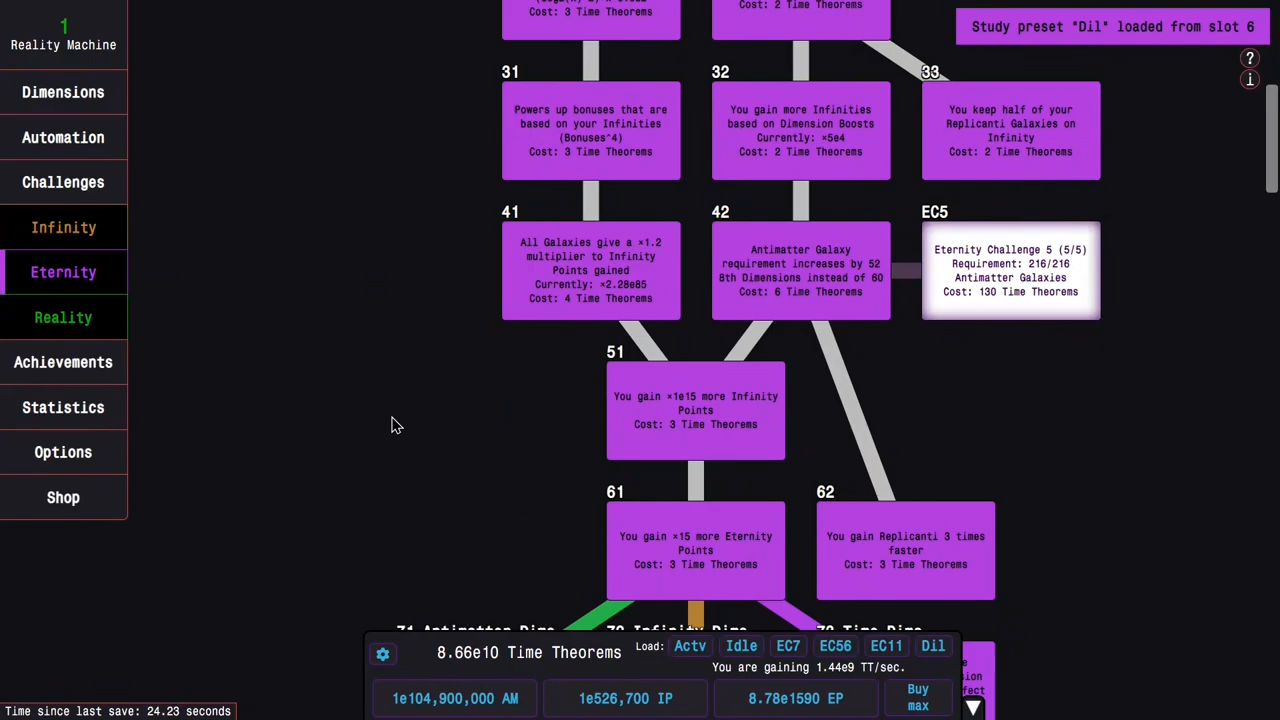 1
Reality Machine
Dimensions
Automation
Challenges
Infinity
Eternity
Reality
Achievements
Statistics
Options
Shop
Study preset "Dil" loaded from slot 6
?
i
Cost: 3 Time Theorems
Cost: 2 Time Theorems
31
Powers up bonuses that are
based on your Infinities
(Bonuses^4)
Cost: 3 Time Theorems
32
You gain more Infinities
based on Dimension Boosts
Currently: ×5e4
Cost: 2 Time Theorems
33
You keep half of your
Replicanti Galaxies on
Infinity
Cost: 2 Time Theorems
41
All Galaxies give a ×1.2
multiplier to Infinity
Points gained
Currently: ×2.28e85
Cost: 4 Time Theorems
42
Antimatter Galaxy
requirement increases by 52
8th Dimensions instead of 60
Cost: 6 Time Theorems
EC5
Eternity Challenge 5 (5/5)
Requirement: 216/216
Antimatter Galaxies
Cost: 130 Time Theorems
51
You gain ×1e15 more Infinity
Points
Cost: 3 Time Theorems
61
You gain ×15 more Eternity
Points
Cost: 3 Time Theorems
62
You gain Replicanti 3 times
faster
Cost: 3 Time Theorems
8.66e10 Time Theorems
Load: Actv Idle EC7 EC56 EC11 Dil
You are gaining 1.44e9 TT/sec.
1e104,900,000 AM
1e526,700 IP
8.78e1590 EP
Buy
max
Time since last save: 24.23 seconds